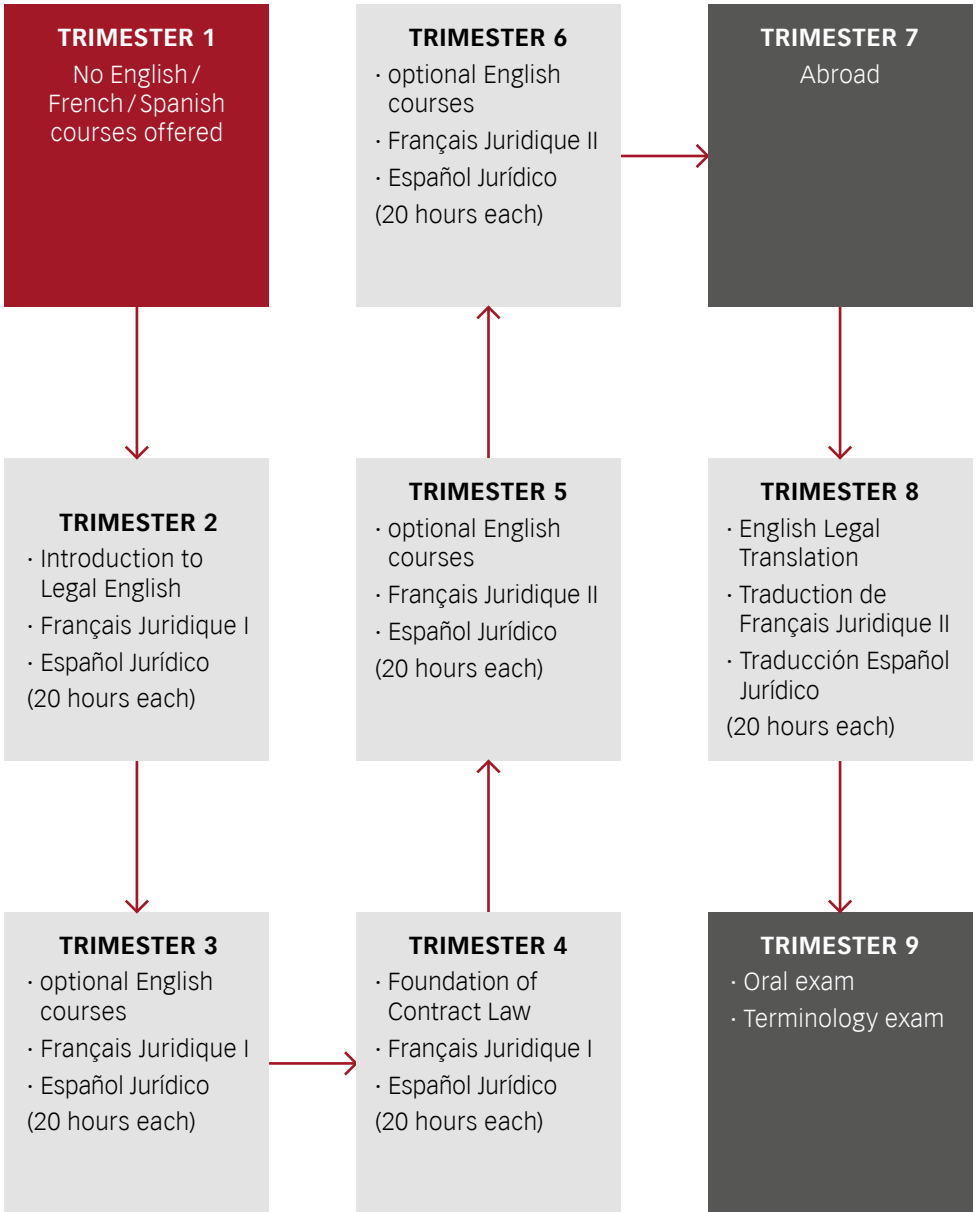 TRIMESTER 1
No English /
French / Spanish
courses offered
TRIMESTER 2
· Introduction to
Legal English
· Français Juridique I
· Español Jurídico
(20 hours each)
TRIMESTER 3
· optional English
courses
· Français Juridique I
· Español Jurídico
(20 hours each)
TRIMESTER 4
· Foundation of
Contract Law
· Français Juridique I
· Español Jurídico
(20 hours each)
TRIMESTER 5
· optional English
courses
· Français Juridique II
· Español Jurídico
(20 hours each)
TRIMESTER 6
· optional English
courses
· Français Juridique II
· Español Jurídico
(20 hours each)
TRIMESTER 7
Abroad
TRIMESTER 8
· English Legal
Translation
· Traduction de
Français Juridique II
· Traducción Español
Jurídico
(20 hours each)
TRIMESTER 9
· Oral exam
· Terminology exam